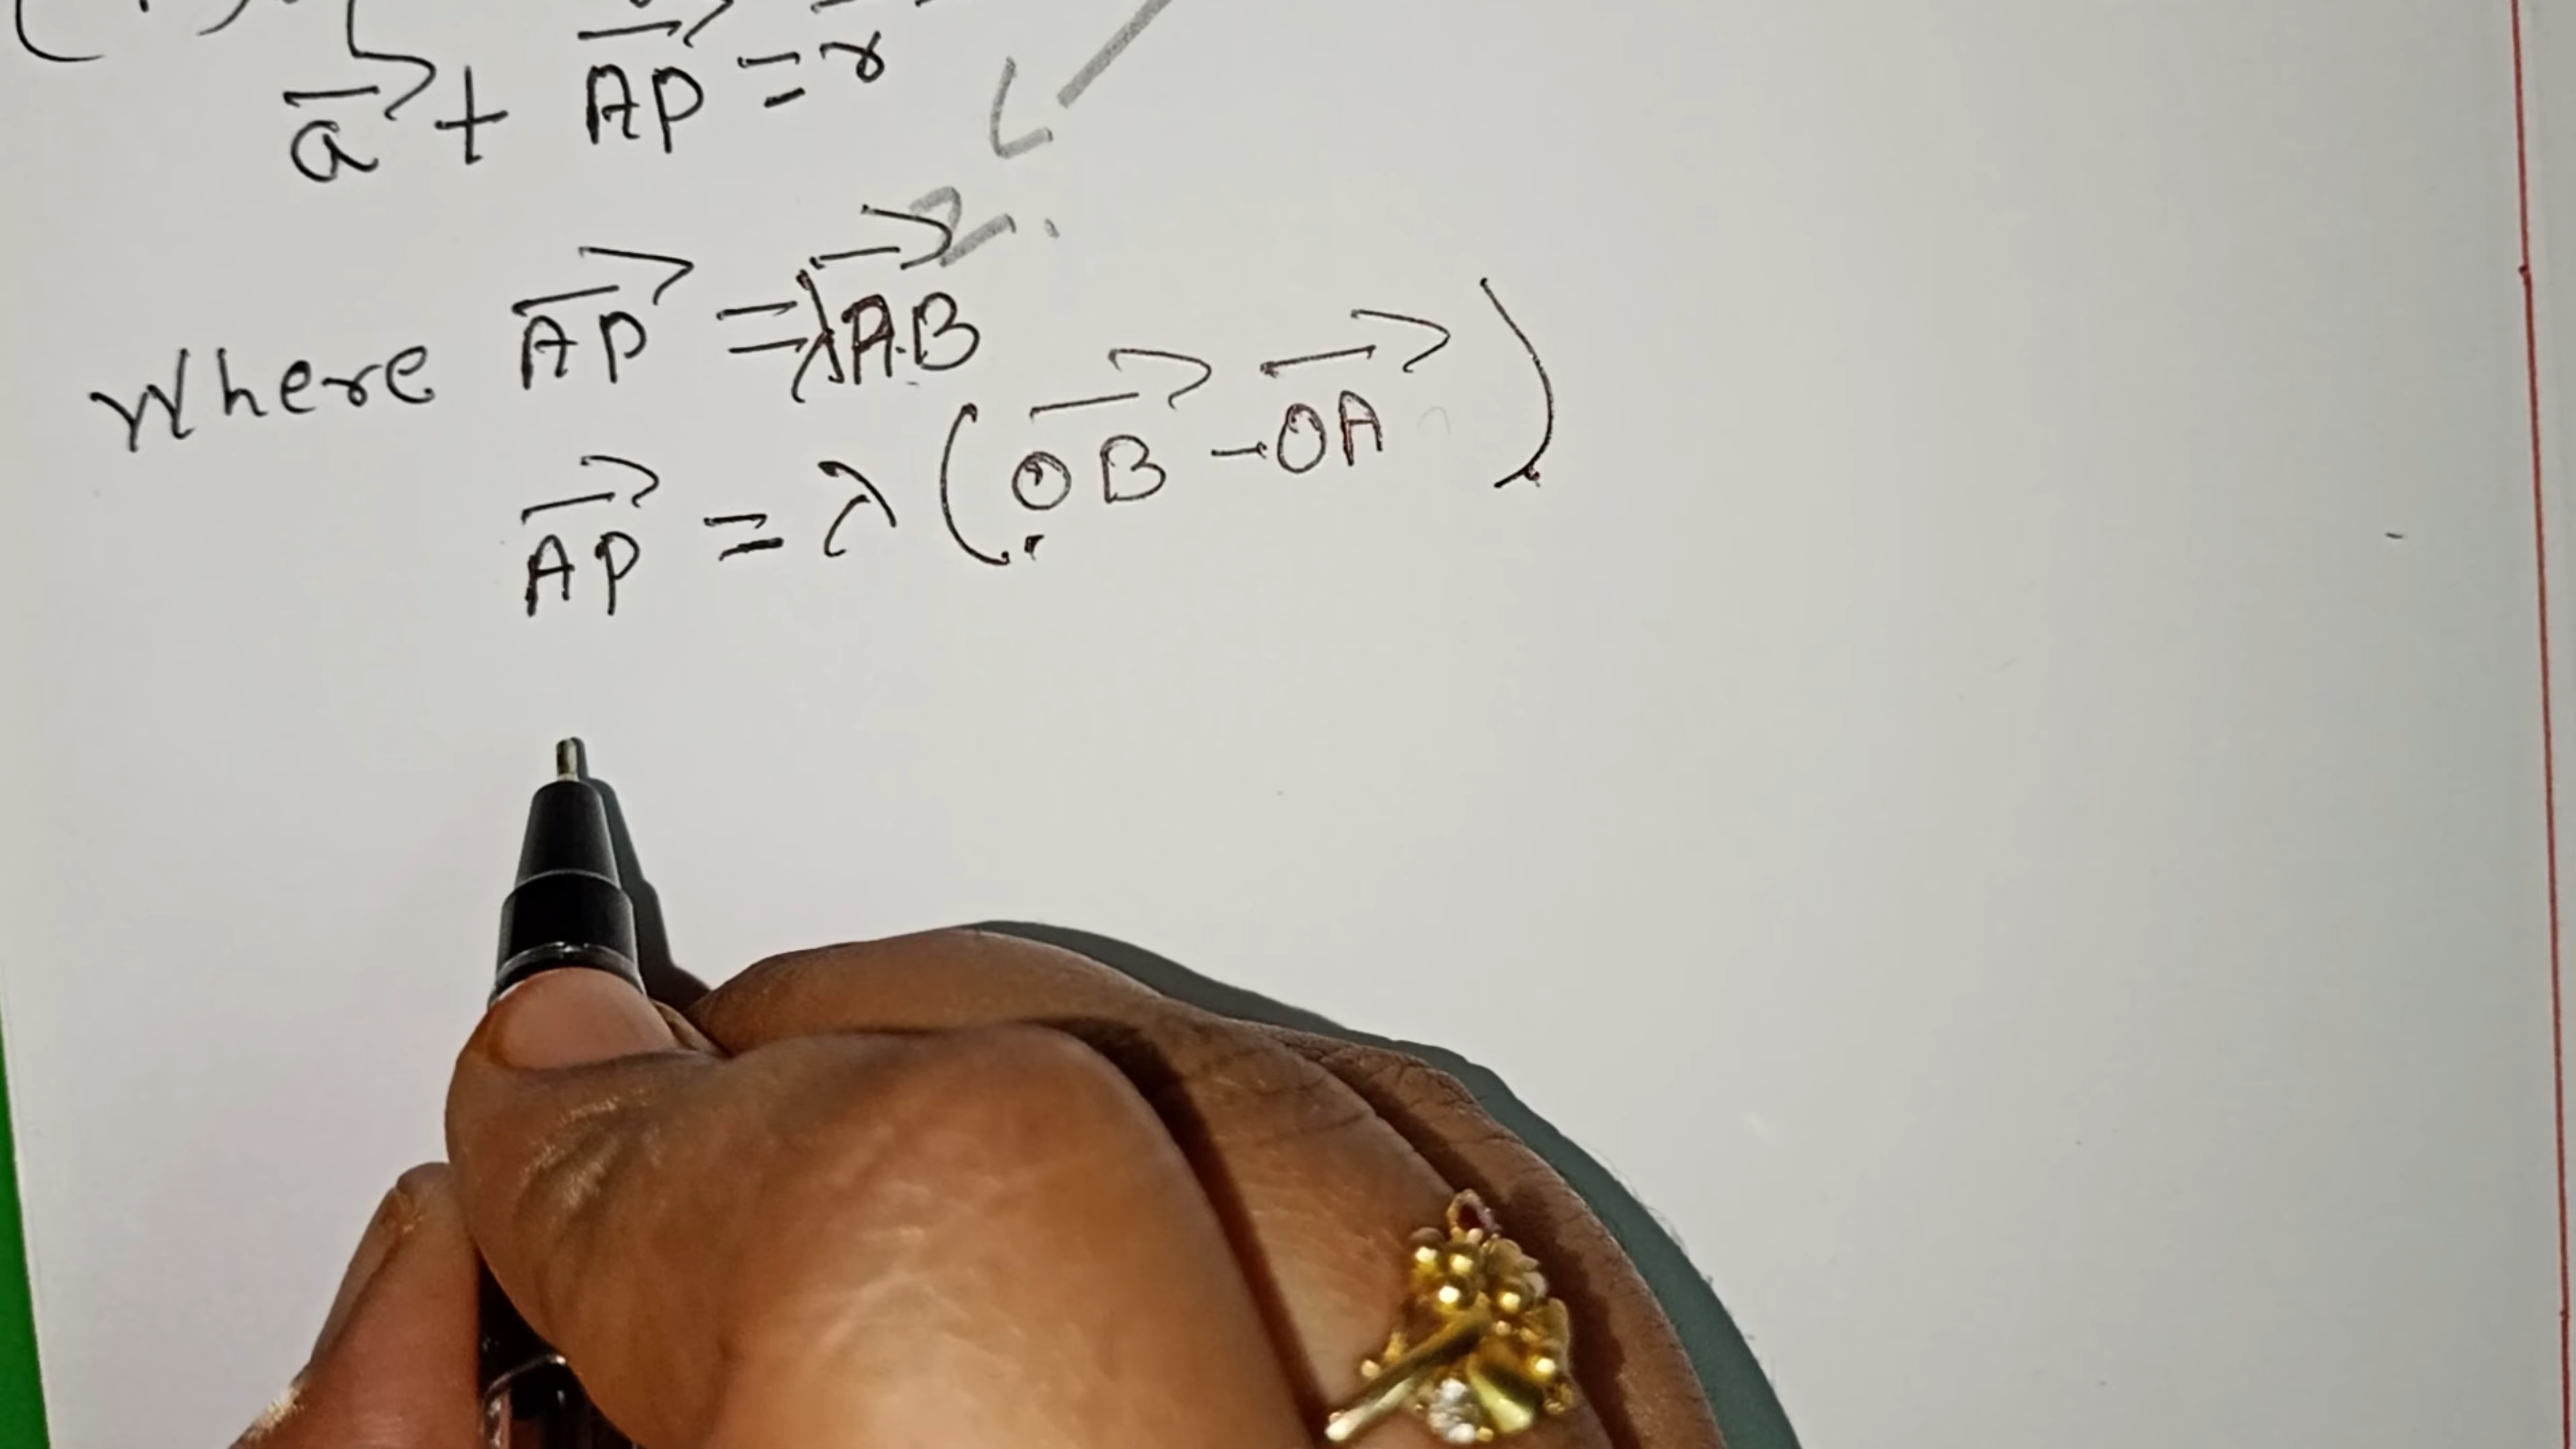 a⃗ + AP⃗ = r⃗
where AP⃗ = λAB⃗
AP⃗ = λ(OB⃗ - OA⃗)